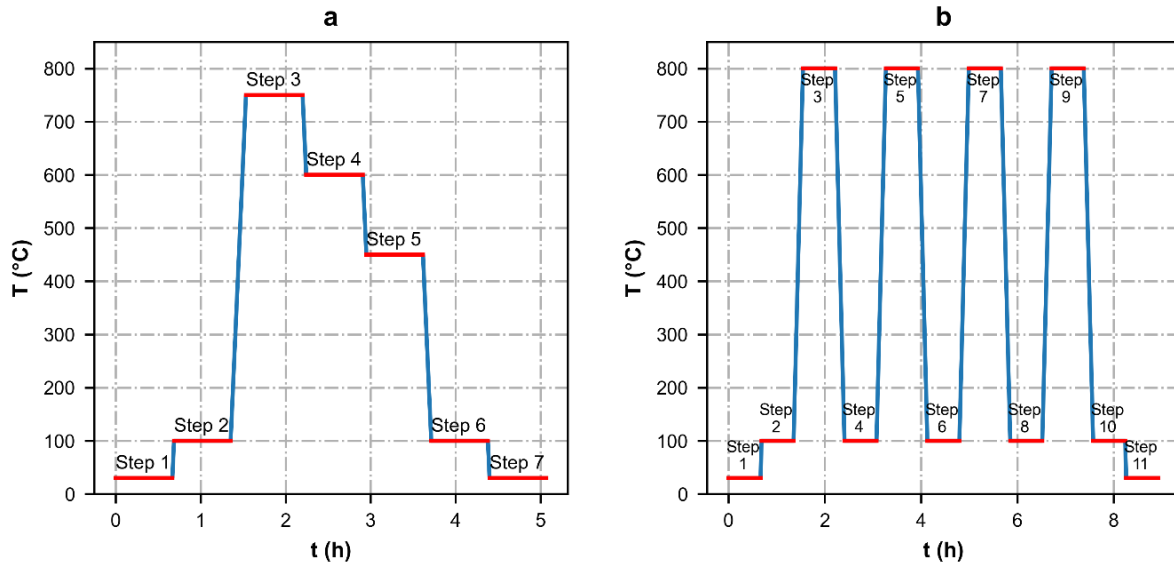 a
800
700
600
500
400
300
200
100
0
T (°C)
Step 1
Step 2
Step 3
Step 4
Step 5
Step 6
Step 7
0 1 2 3 4 5
t (h)
b
800
700
600
500
400
300
200
100
0
T (°C)
Step
1
Step
2
Step
3
Step
4
Step
5
Step
6
Step
7
Step
8
Step
9
Step
10
Step
11
0 2 4 6 8
t (h)